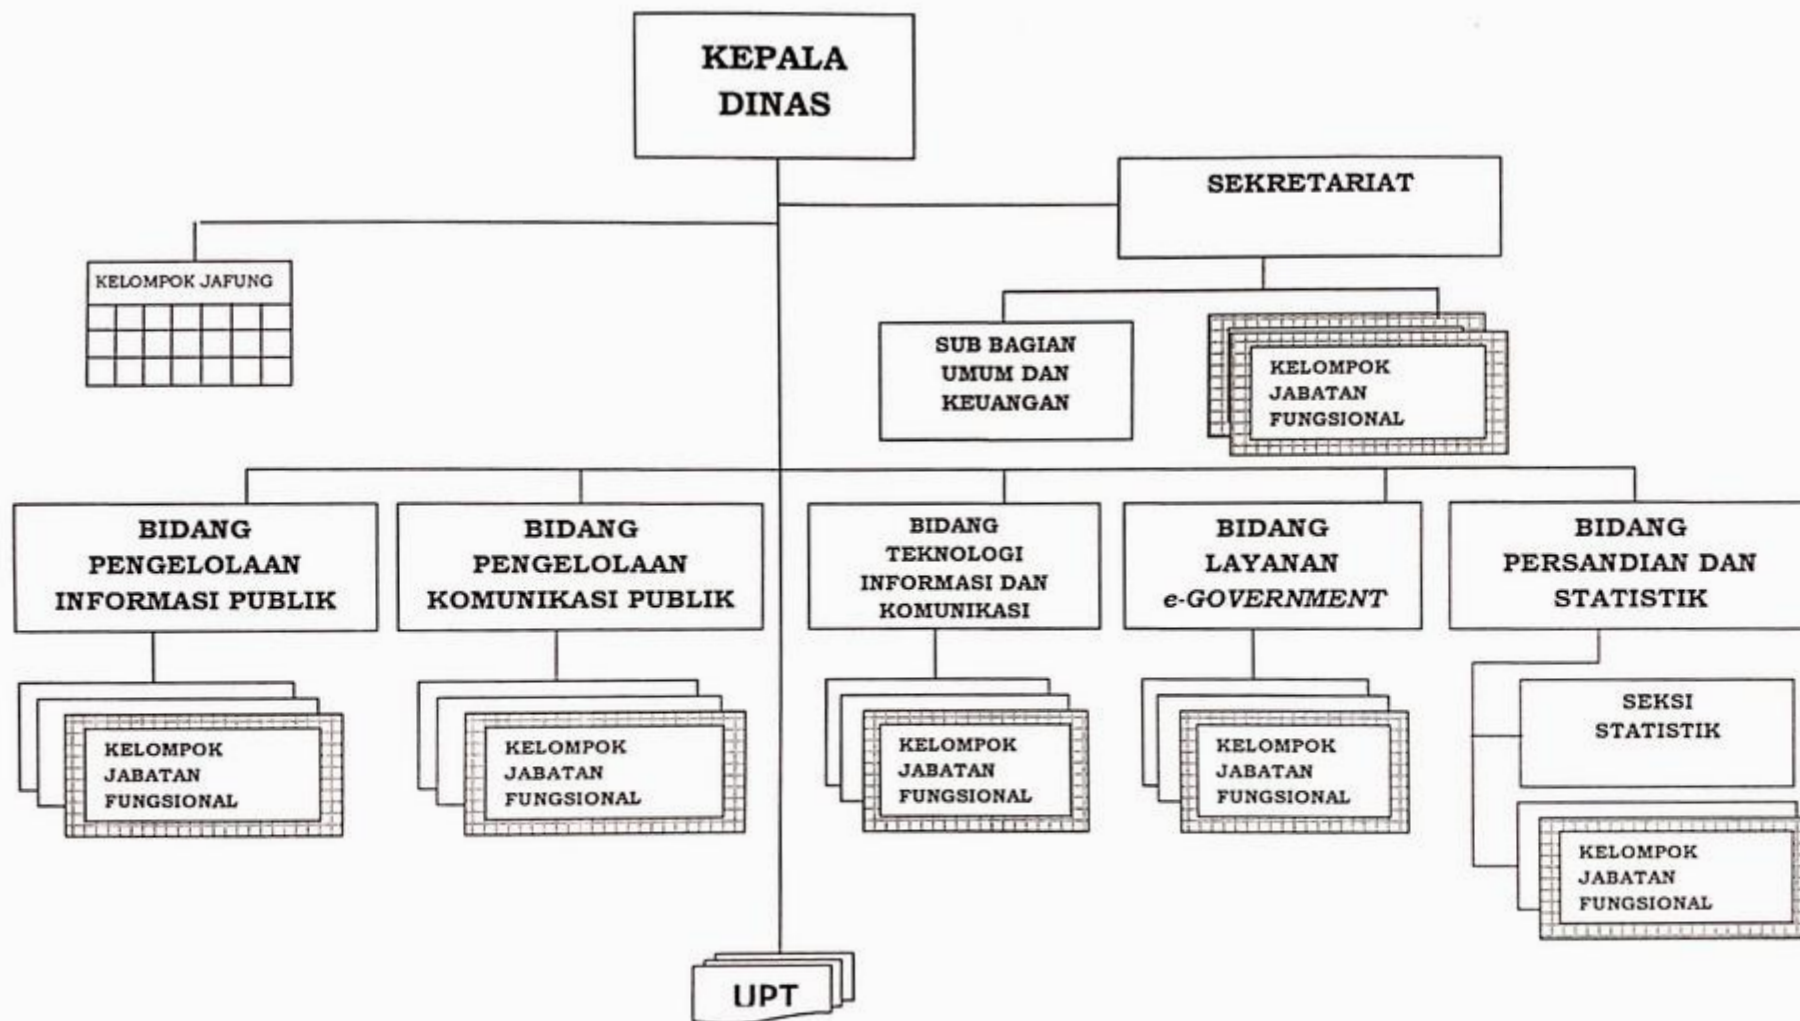 KEPALA
DINAS
SEKRETARIAT
KELOMPOK JAFUNG
SUB BAGIAN
UMUM DAN
KEUANGAN
KELOMPOK
JABATAN
FUNGSIONAL
BIDANG
PENGELOLAAN
INFORMASI PUBLIK
BIDANG
PENGELOLAAN
KOMUNIKASI PUBLIK
BIDANG
TEKNOLOGI
INFORMASI DAN
KOMUNIKASI
BIDANG
LAYANAN
e-GOVERNMENT
BIDANG
PERSANDIAN DAN
STATISTIK
KELOMPOK
JABATAN
FUNGSIONAL
KELOMPOK
JABATAN
FUNGSIONAL
KELOMPOK
JABATAN
FUNGSIONAL
KELOMPOK
JABATAN
FUNGSIONAL
SEKSI
STATISTIK
KELOMPOK
JABATAN
FUNGSIONAL
UPT